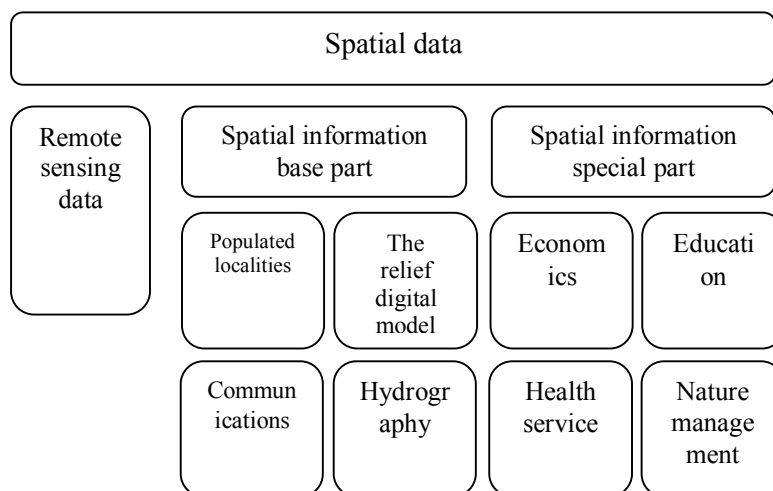 Spatial data
Remote
sensing
data
Spatial information
base part
Spatial information
special part
Populated
localities
The
relief
digital
model
Econom
ics
Educati
on
Commun
ications
Hydrogr
aphy
Health
service
Nature
manage
ment